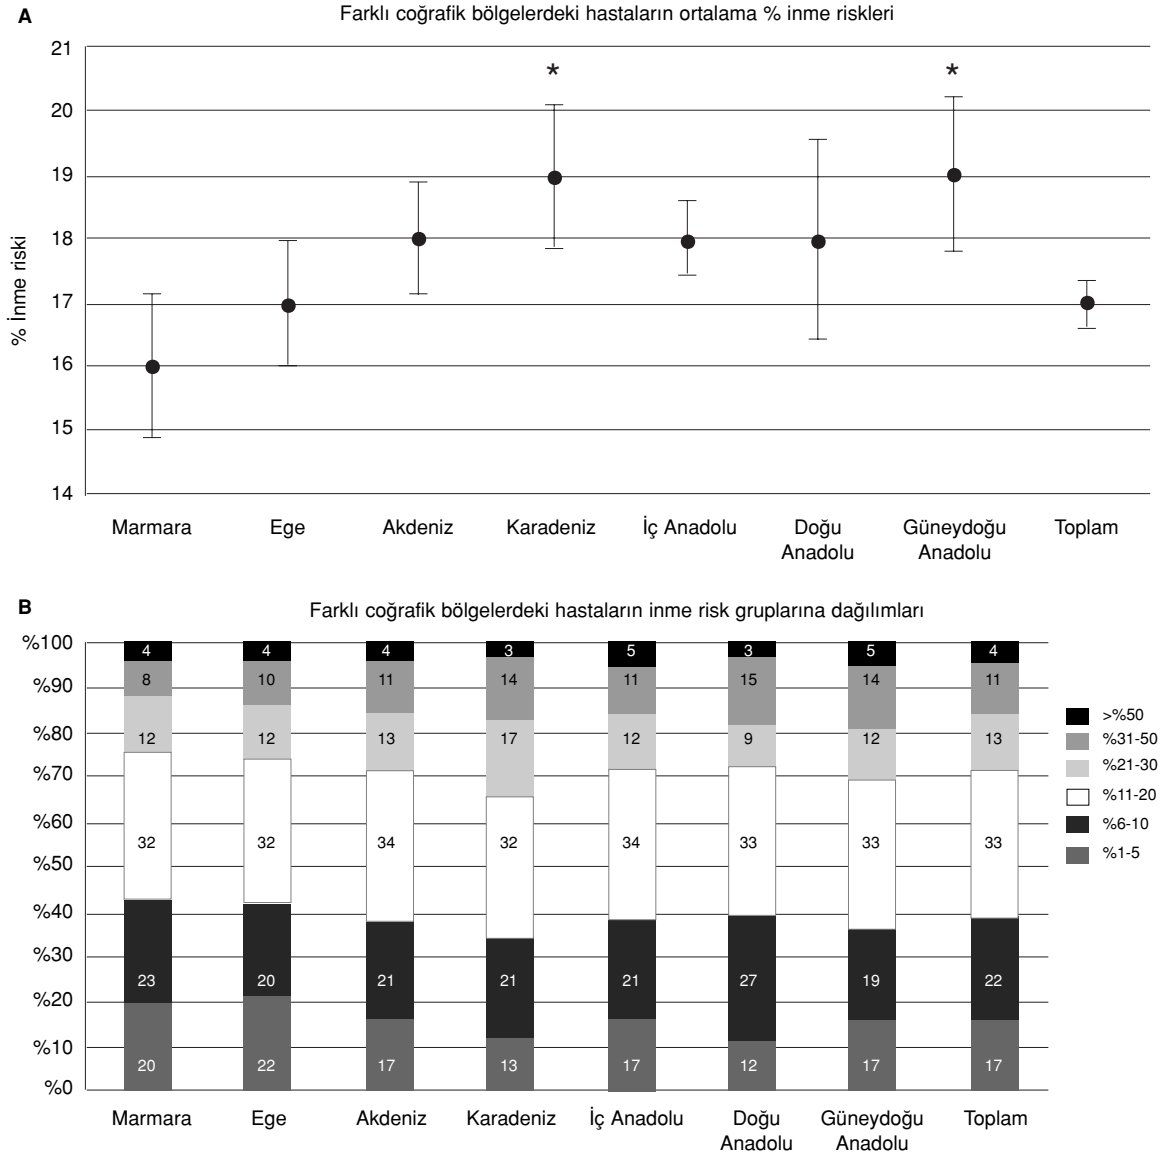 A
Farklı coğrafik bölgelerdeki hastaların ortalama % inme riskleri
% İnme riski
21
20
19
18
17
16
15
14
*
*
Marmara
Ege
Akdeniz
Karadeniz
İç Anadolu
Doğu
Anadolu
Güneydoğu
Anadolu
Toplam
B
Farklı coğrafik bölgelerdeki hastaların inme risk gruplarına dağılımları
%100
%90
%80
%70
%60
%50
%40
%30
%20
%10
%0
4 4 4 3 5 3 5 4
8 10 11 14 11 15 14 11
12 12 13 17 12 9 12 13
32 32 34 32 34 33 33 33
23 20 21 21 21 27 19 22
20 22 17 13 17 12 17 17
>%50
%31-50
%21-30
%11-20
%6-10
%1-5
Marmara
Ege
Akdeniz
Karadeniz
İç Anadolu
Doğu
Anadolu
Güneydoğu
Anadolu
Toplam